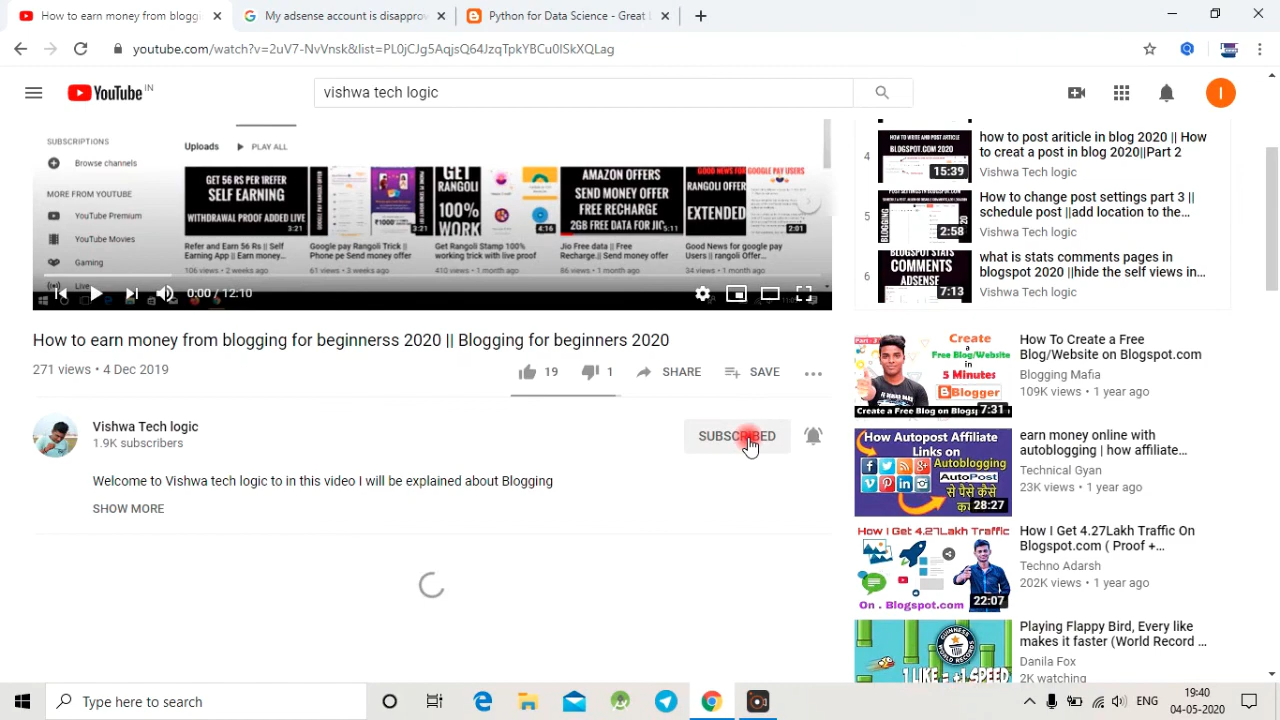 How to earn money from blogg
My adsense account is disapprov
Python for Data Science - Great L
youtube.com/watch?v=2uV7-NvVnsk&list=PL0jCJg5AqjsQ64JzqTpkYBCu0ISkXQLag
YouTube IN
vishwa tech logic
I
SUBSCRIPTIONS
Browse channels
MORE FROM YOUTUBE
YouTube Premium
YouTube Movies
Gaming
Live
Uploads
PLAY ALL
GET 56 RS PER REFER
SELF EARNING
WITHDRAWAL PROOF ADDED LIVE
3:21
Refer and Earn 56 Rs || Self
Earning App || Earn money
106 views • 2 weeks ago
3:21
Google pay Rangoli Trick ||
Phone pe Send money offer
61 views • 3 weeks ago
GET RANGOLI
100%
WORK
Get Rangoli Stamp 100%
working trick with live proof
410 views • 1 month ago
AMAZON OFFERS
SEND MONEY OFFER
FREE RECHARGE
2GB FREE DATA FOR JIO
5:11
Jio Free data || Free
Recharge.|| Send money offer
86 views • 1 month ago
GOOD NEWS FOR GOOGLE PAY USERS
RANGOLI OFFER
EXTENDED
2:01
Good News for google pay
Users || rangoli Offer...
34 views • 1 month ago
0:00 / 12:10
How to earn money from blogging for beginnerss 2020 || Blogging for beginners 2020
271 views • 4 Dec 2019
19
1
SHARE
SAVE
Vishwa Tech logic
1.9K subscribers
SUBSCRIBED
Welcome to Vishwa tech logic to in this video I will be explained about Blogging
SHOW MORE
4
HOW TO WRITE AND POST ARTICLE
BLOGSPOT.COM 2020
15:39
how to post ariticle in blog 2020 || How
to creat a post in blog 2020||Part 2
Vishwa Tech logic
5
2:58
How to change post settings part 3 ||
schedule post ||add location to the...
Vishwa Tech logic
6
BLOGSPOT STATS
COMMENTS
ADSENSE
7:13
what is stats comments pages in
blogspot 2020 ||hide the self views in...
Vishwa Tech logic
Part - 3
Create
a
Free Blog/Website
in
5 Minutes
Blogger
Create a Free Blog on Blogsp
7:31
How To Create a Free
Blog/Website on Blogspot.com
Blogging Mafia
109K views • 1 year ago
How Autopost Affiliate
Links on
Autoblogging
AutoPost
से पैसे कैसे
28:27
earn money online with
autoblogging | how affiliate...
Technical Gyan
23K views • 1 year ago
How I Get 4.27Lakh Traffic
On . Blogspot.com
22:07
How I Get 4.27Lakh Traffic On
Blogspot.com ( Proof +...
Techno Adarsh
202K views • 1 year ago
GUINNESS
WORLD
RECORDS
1 LIKE = +1 SPEED
Playing Flappy Bird, Every like
makes it faster (World Record ...
Danila Fox
2K watching
Type here to search
ENG
19:40
04-05-2020